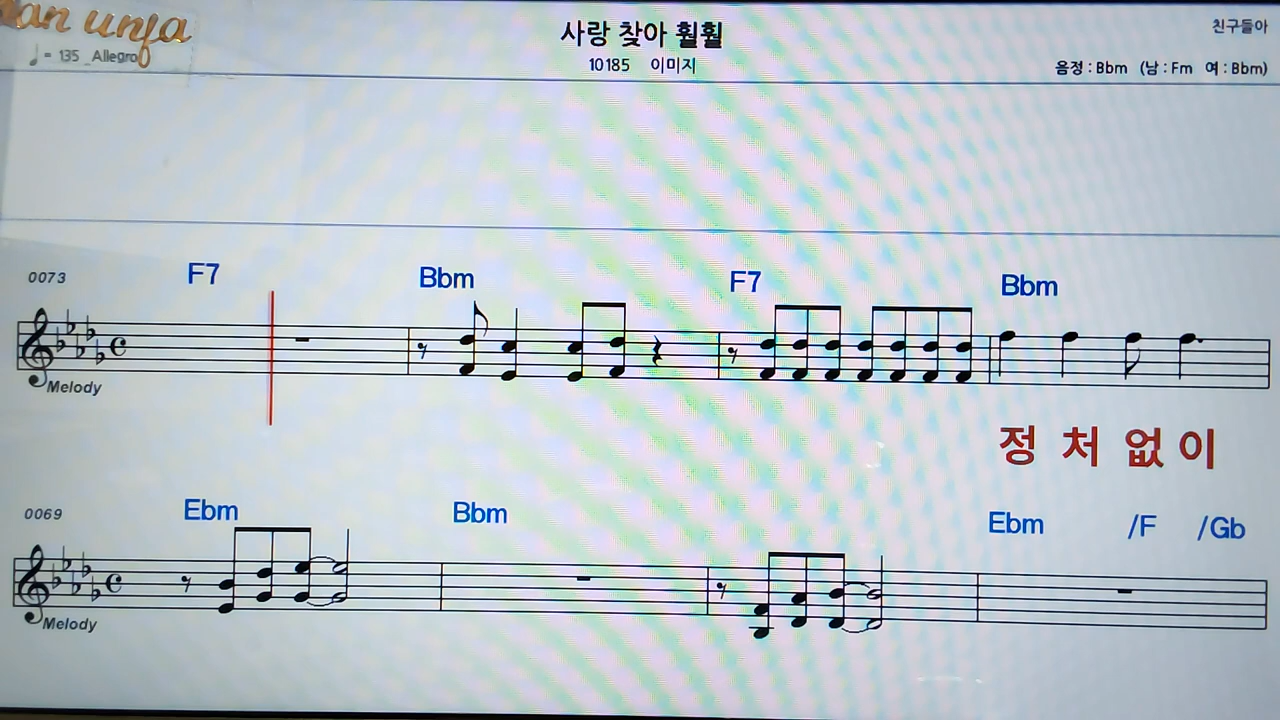 an unja
♩= 135 _Allegro
사랑 찾아 훨훨
10185 이미지
친구들아
음정 : Bbm (남 : Fm 여 : Bbm)
0073 F7 Bbm F7 Bbm
Melody
정 처 없 이
0069 Ebm Bbm Ebm /F /Gb
Melody